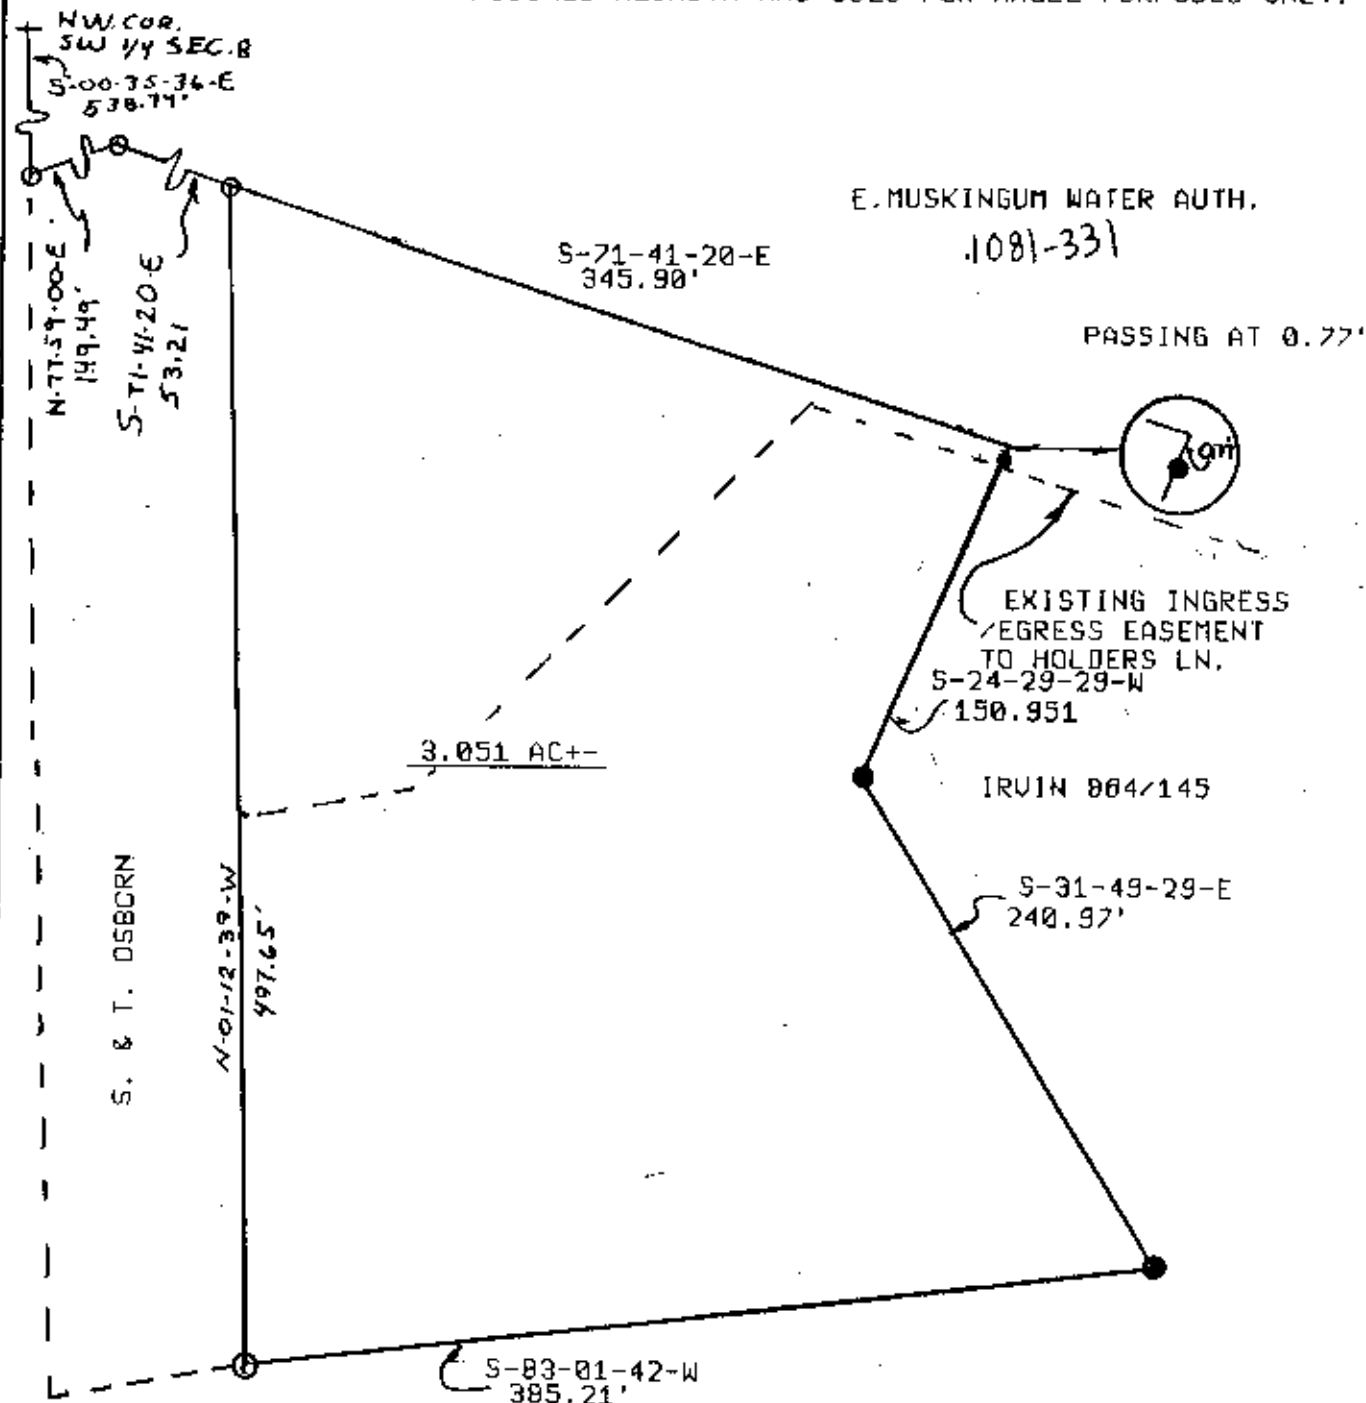 NW. COR.
SW 1/4 SEC. 8
S-00-35-36-E
538.79'
N-77-59-00-E
149.49'
S-71-41-20-E
53.21
S-71-41-20-E
345.90'
E. MUSKINGUM WATER AUTH.
1081-331
PASSING AT 0.77'
EXISTING INGRESS
/EGRESS EASEMENT
TO HOLDERS LN.
S-24-29-29-W
150.951
3.051 AC+-
IRVIN 864/145
S. & T. OSBORN
N-01-12-39-W
497.65'
S-31-49-29-E
240.97'
S-83-01-42-W
385.21'